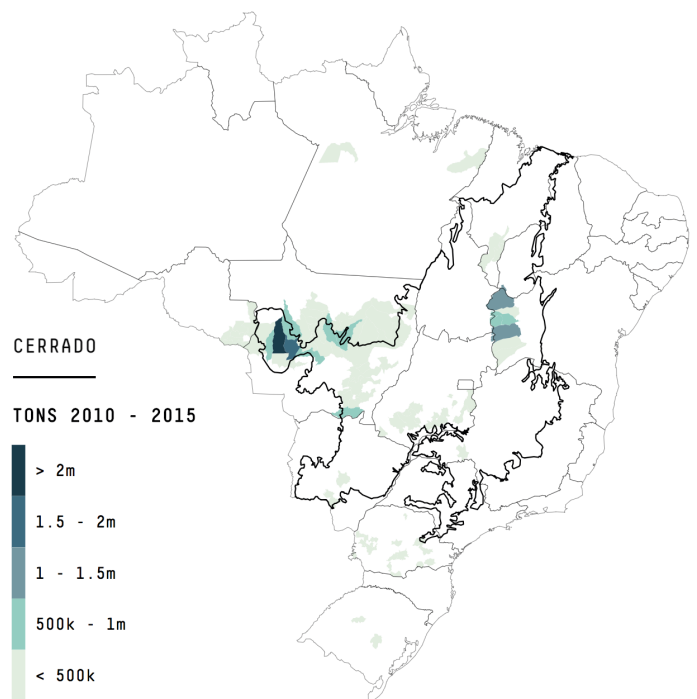 CERRADO
TONS 2010 - 2015
> 2m
1.5 - 2m
1 - 1.5m
500k - 1m
< 500k